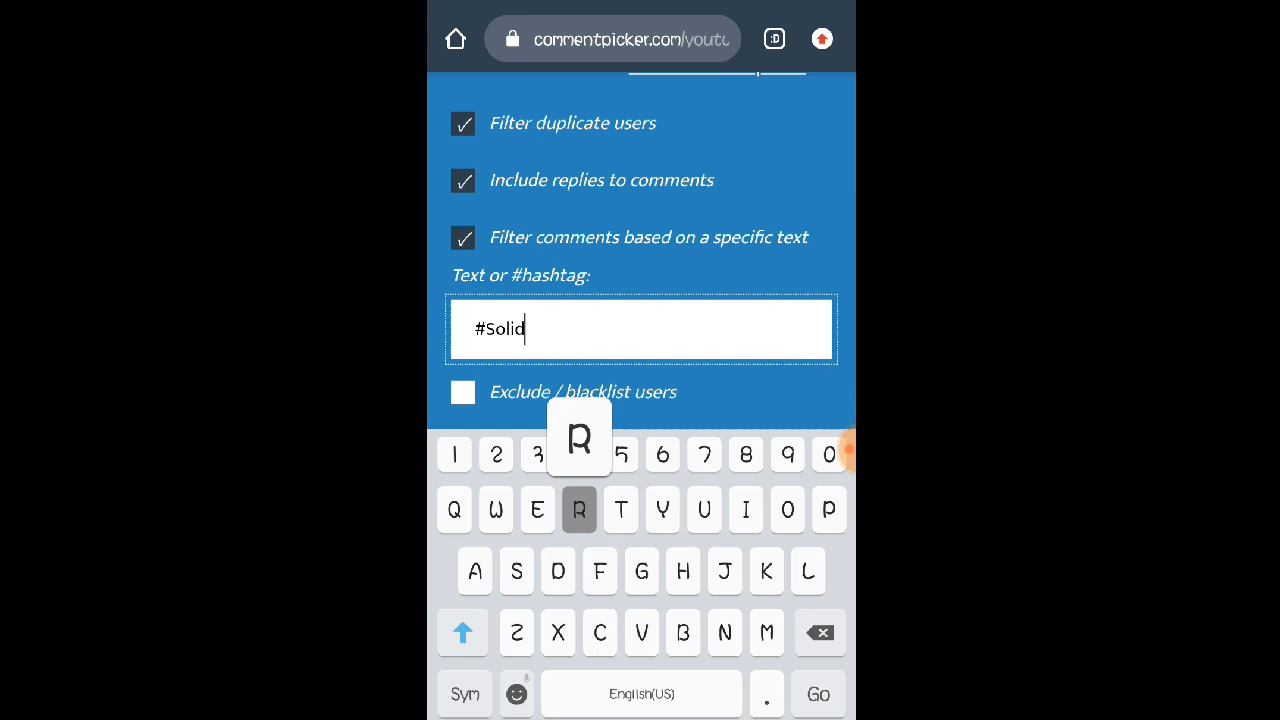 commentpicker.com/youtu
:D
Filter duplicate users
Include replies to comments
Filter comments based on a specific text
Text or #hashtag:
#Solid
Exclude / blacklist users
R
1 2 3 5 6 7 8 9 0
Q W E R T Y U I O P
A S D F G H J K L
Z X C V B N M
Sym English(US) . Go